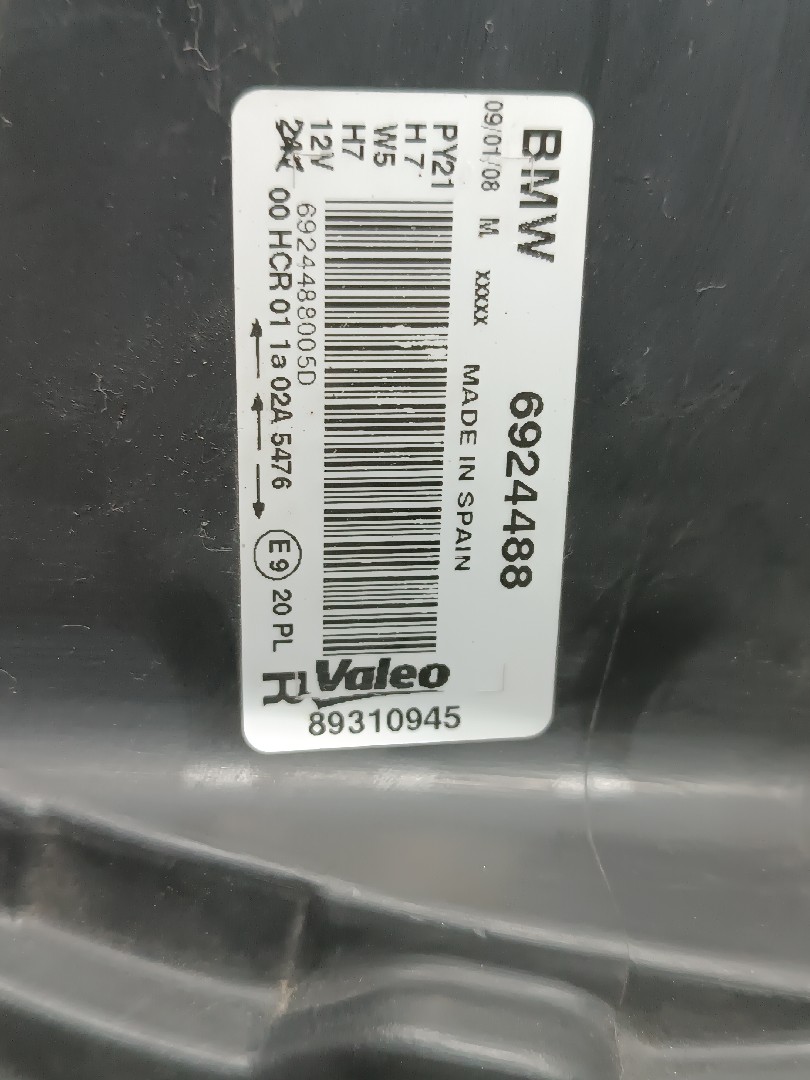 BMW 6924488
09/01/08 M. xxxxx MADE IN SPAIN
PY21
H7
W5
H7
12V
24V
6924488005D
00 HCR 01 1a 02A 5476 E9 20 PL
R
Valeo
89310945